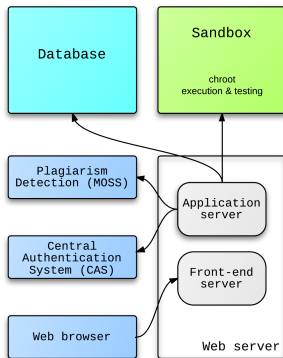 Database
Sandbox
chroot
execution & testing
Plagiarism
Detection (MOSS)
Application
server
Central
Authentication
System (CAS)
Front-end
server
Web browser
Web server